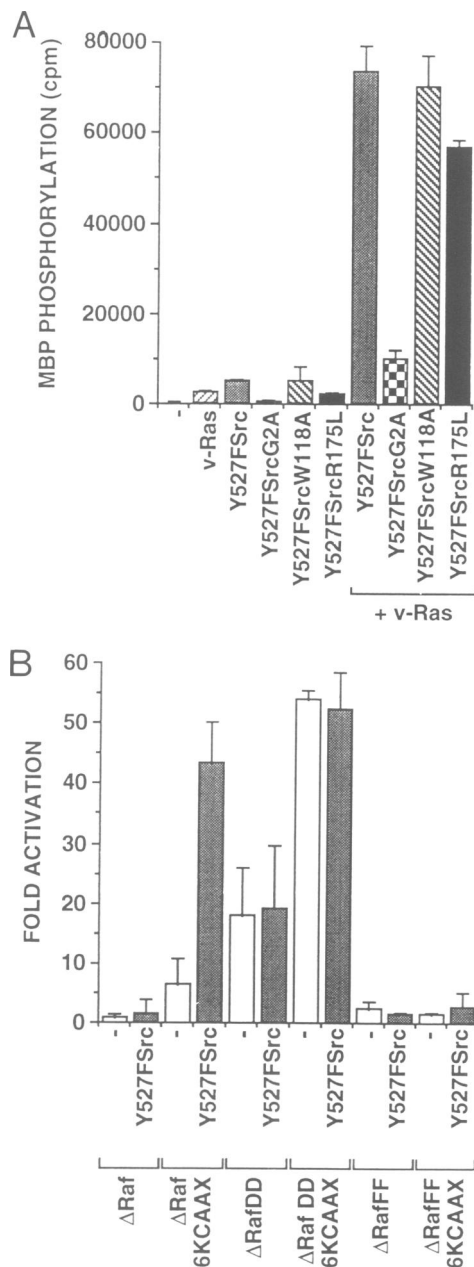 A
MBP PHOSPHORYLATION (cpm)
80000
60000
40000
20000
0
-
v-Ras
Y527FSrc
Y527FSrcG2A
Y527FSrcW118A
Y527FSrcR175L
Y527FSrc
Y527FSrcG2A
Y527FSrcW118A
Y527FSrcR175L
+ v-Ras
B
FOLD ACTIVATION
60
50
40
30
20
10
0
-
Y527FSrc
-
Y527FSrc
-
Y527FSrc
-
Y527FSrc
-
Y527FSrc
-
Y527FSrc
ΔRaf
ΔRaf
6KCAAX
ΔRafDD
ΔRaf DD
6KCAAX
ΔRafFF
ΔRafFF
6KCAAX